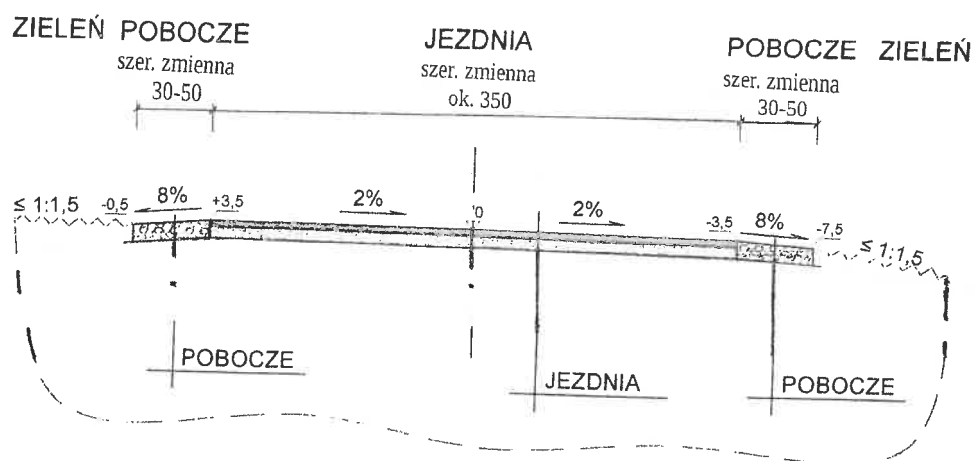 ZIELEŃ POBOCZE
szer. zmienna
30-50
JEZDNIA
szer. zmienna
ok. 350
POBOCZE ZIELEŃ
szer. zmienna
30-50
≤ 1:1,5 -0,5 8% +3,5 2% 0 2% -3,5 8% -7,5 ≤ 1:1,5
POBOCZE
JEZDNIA
POBOCZE